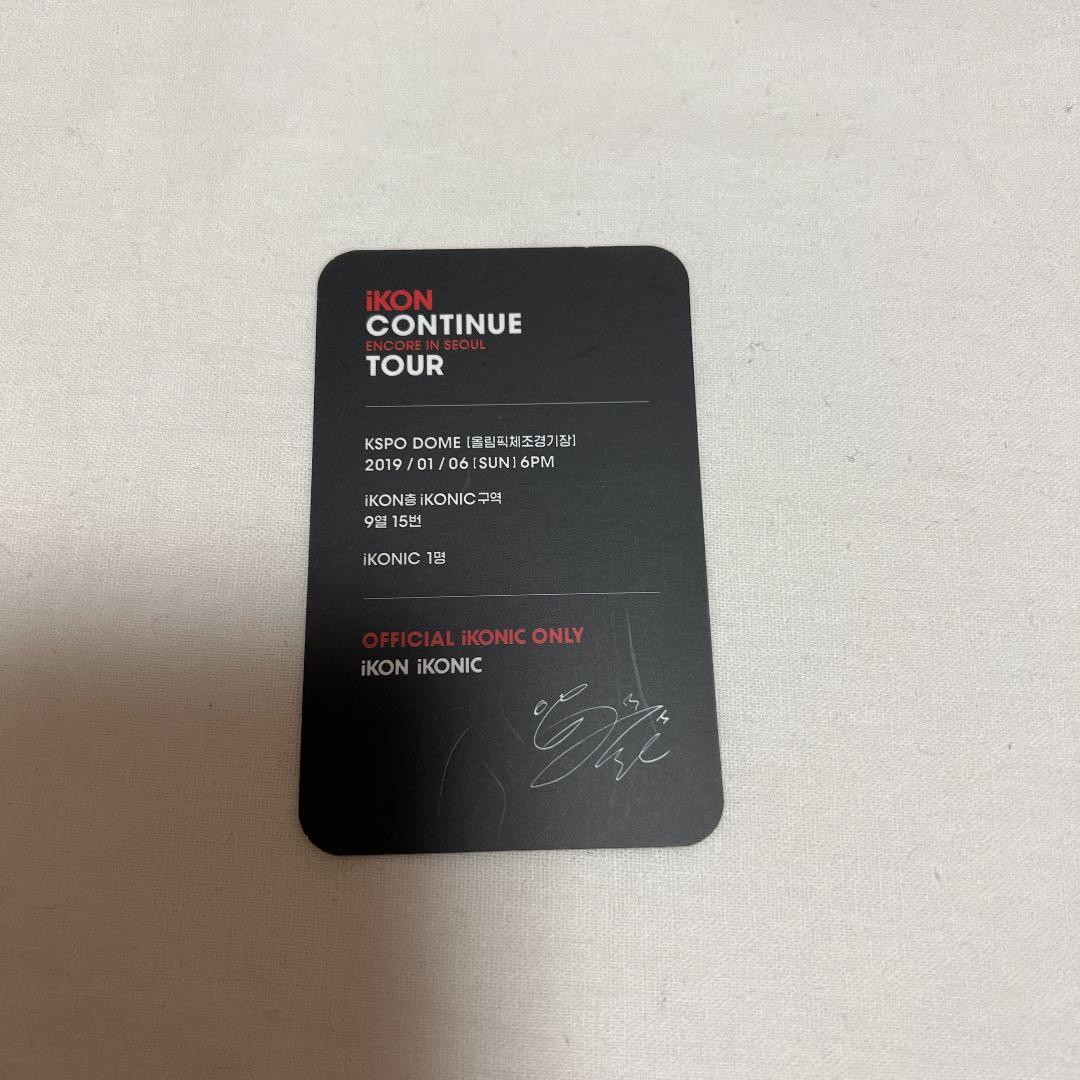 iKON
CONTINUE
ENCORE IN SEOUL
TOUR
KSPO DOME [올림픽체조경기장]
2019 / 01 / 06 [SUN] 6PM
iKON층 iKONIC구역
9열 15번
iKONIC 1명
OFFICIAL iKONIC ONLY
iKON iKONIC